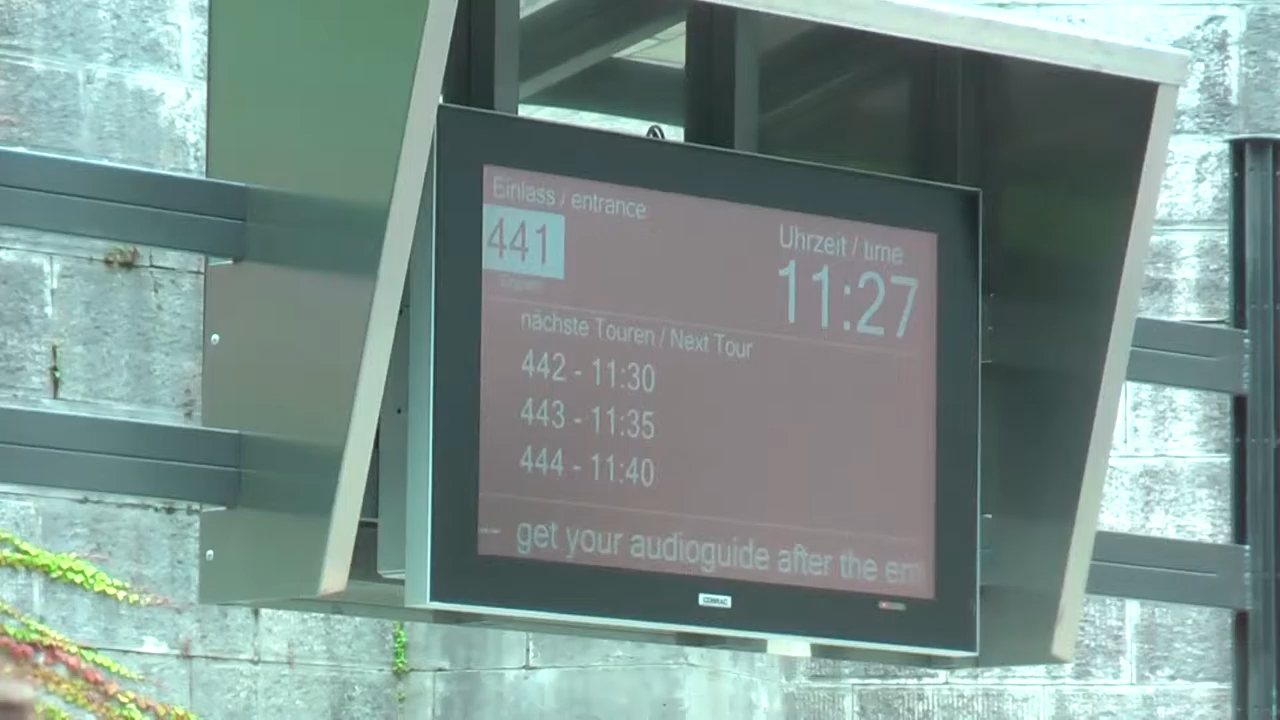 Einlass / entrance
441
Uhrzeit / time
11:27
nächste Touren / Next Tour
442 - 11:30
443 - 11:35
444 - 11:40
– get your audioguide after the
CONRAC